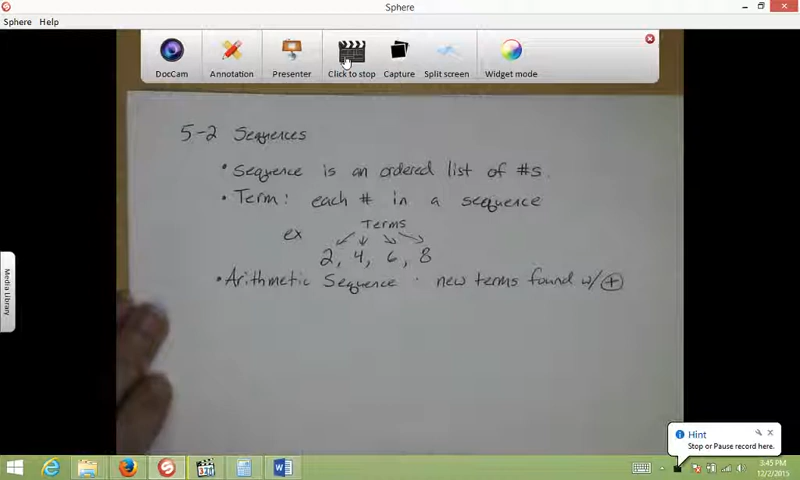 Sphere
Sphere Help
DocCam Annotation Presenter Click to stop Capture Split screen Widget mode
5-2 Sequences
• Sequence is an ordered list of #s.
• Term: each # in a sequence
Terms
ex
2, 4, 6, 8
• Arithmetic Sequence · new terms found w/ +
Media Library
Hint
Stop or Pause record here.
3:45 PM
12/2/2015